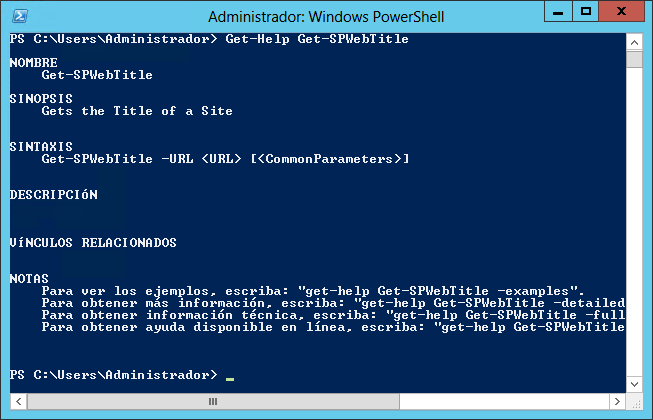 Administrador: Windows PowerShell
PS C:\Users\Administrador> Get-Help Get-SPWebTitle
NOMBRE
Get-SPWebTitle
SINOPSIS
Gets the Title of a Site
SINTAXIS
Get-SPWebTitle -URL <URL> [<CommonParameters>]
DESCRIPCIóN
VíNCULOS RELACIONADOS
NOTAS
Para ver los ejemplos, escriba: "get-help Get-SPWebTitle -examples".
Para obtener más información, escriba: "get-help Get-SPWebTitle -detailed
Para obtener información técnica, escriba: "get-help Get-SPWebTitle -full
Para obtener ayuda disponible en línea, escriba: "get-help Get-SPWebTitle
PS C:\Users\Administrador> _